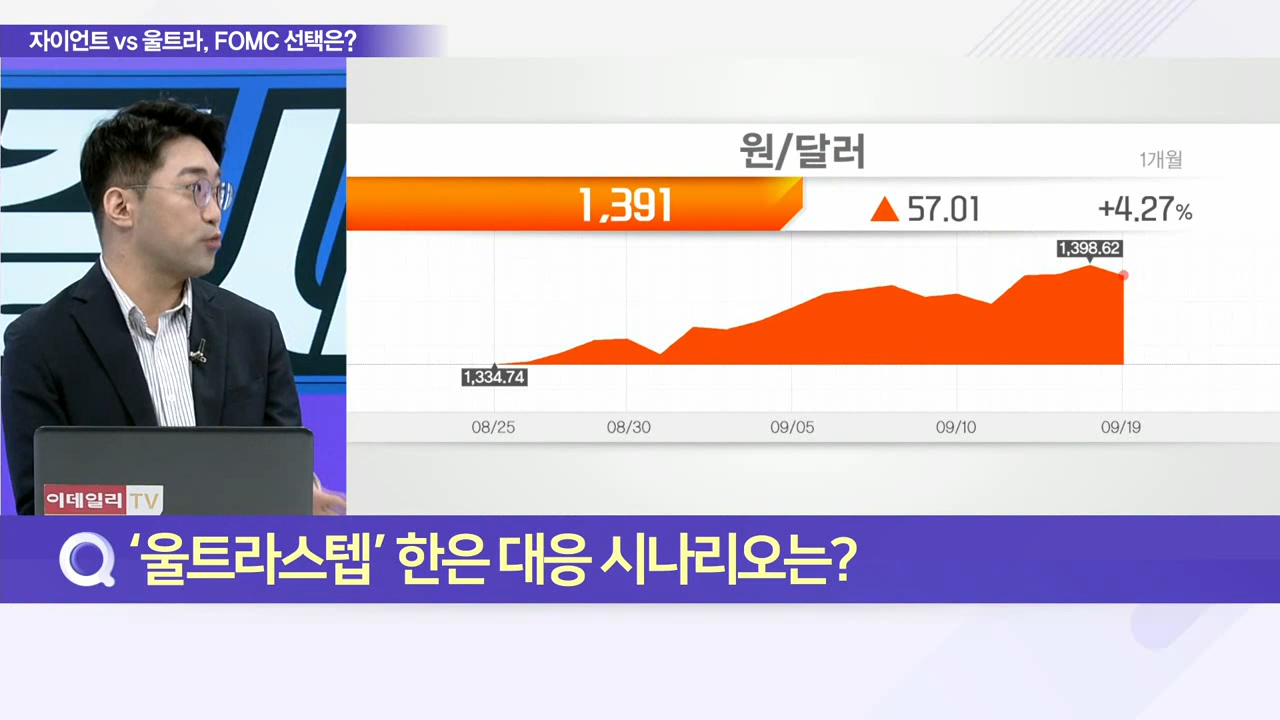 자이언트 vs 울트라, FOMC 선택은?
원/달러
1개월
1,391
▲ 57.01
+4.27%
1,398.62
1,334.74
08/25 08/30 09/05 09/10 09/19
이데일리 TV
Q '울트라스텝' 한은 대응 시나리오는?